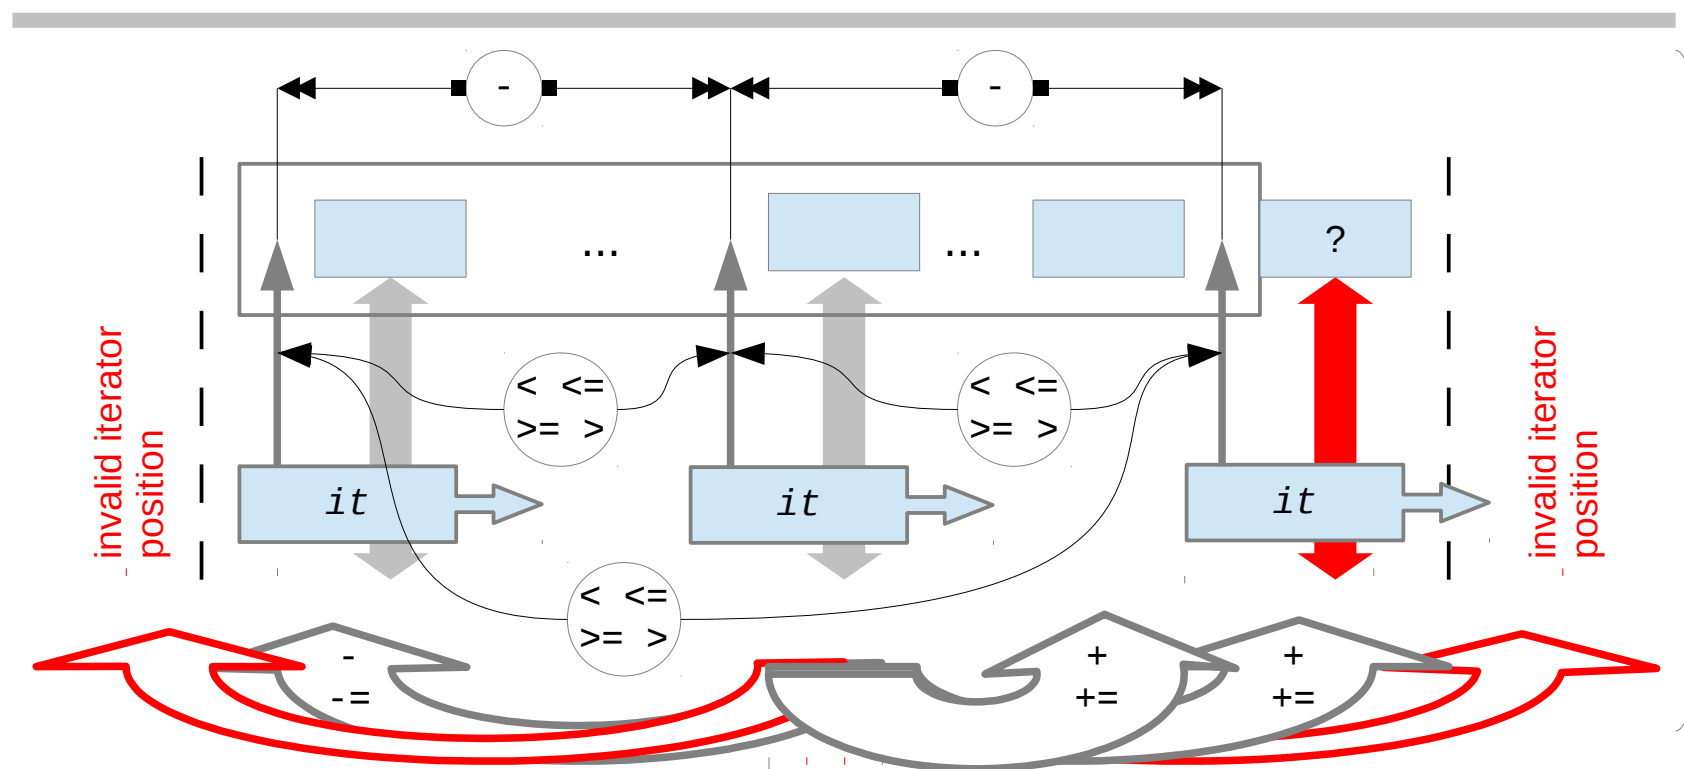 -
-
...
...
?
< <=
>= >
< <=
>= >
invalid iterator
position
it
it
it
invalid iterator
position
< <=
>= >
-
-=
+
+=
+
+=